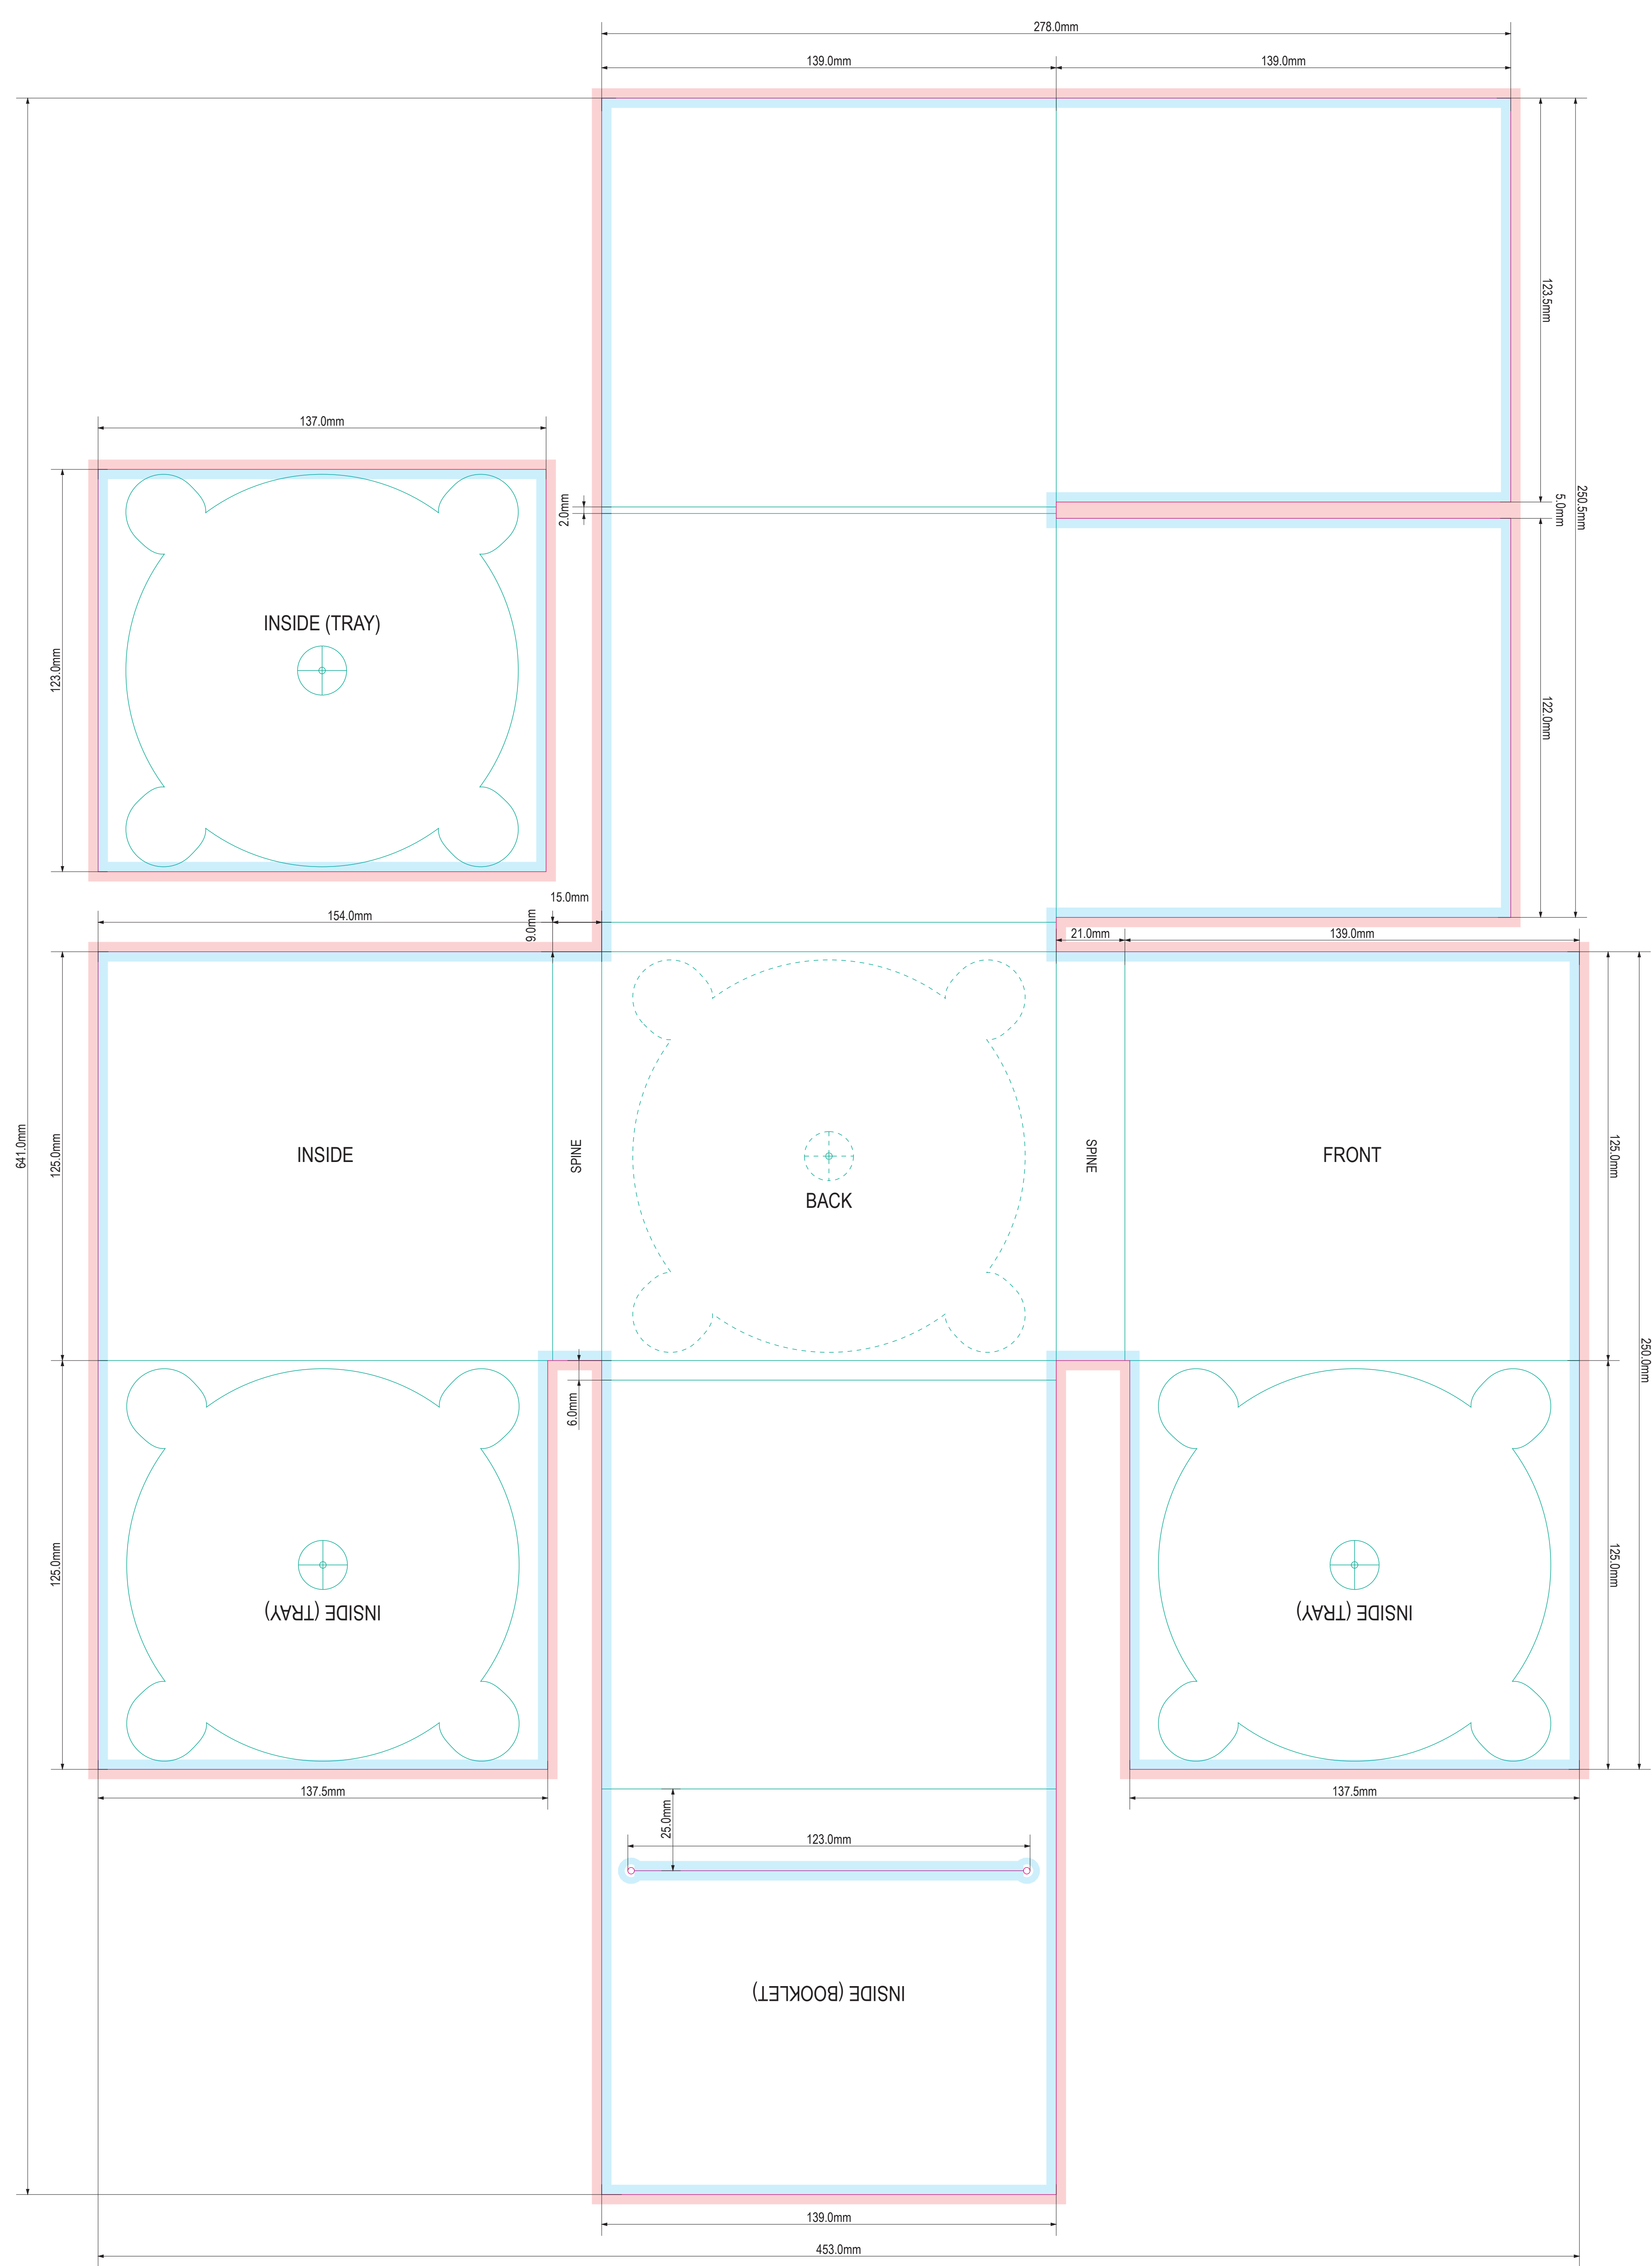 278.0mm
139.0mm
139.0mm
123.5mm
5.0mm
250.5mm
137.0mm
2.0mm
INSIDE (TRAY)
123.0mm
122.0mm
15.0mm
154.0mm
9.0mm
21.0mm
139.0mm
641.0mm
125.0mm
INSIDE
SPINE
BACK
SPINE
FRONT
125.0mm
250.0mm
6.0mm
125.0mm
INSIDE (TRAY)
INSIDE (TRAY)
125.0mm
137.5mm
137.5mm
25.0mm
123.0mm
INSIDE (BOOKLET)
139.0mm
453.0mm